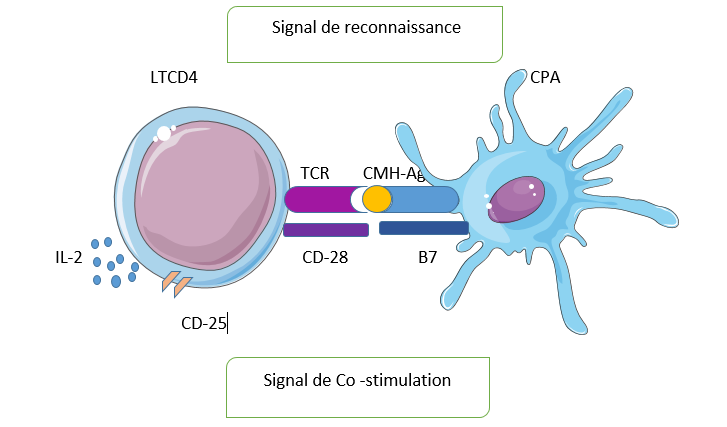 Signal de reconnaissance
LTCD4
CPA
TCR
CMH-Ag
IL-2
CD-28
B7
CD-25
Signal de Co -stimulation